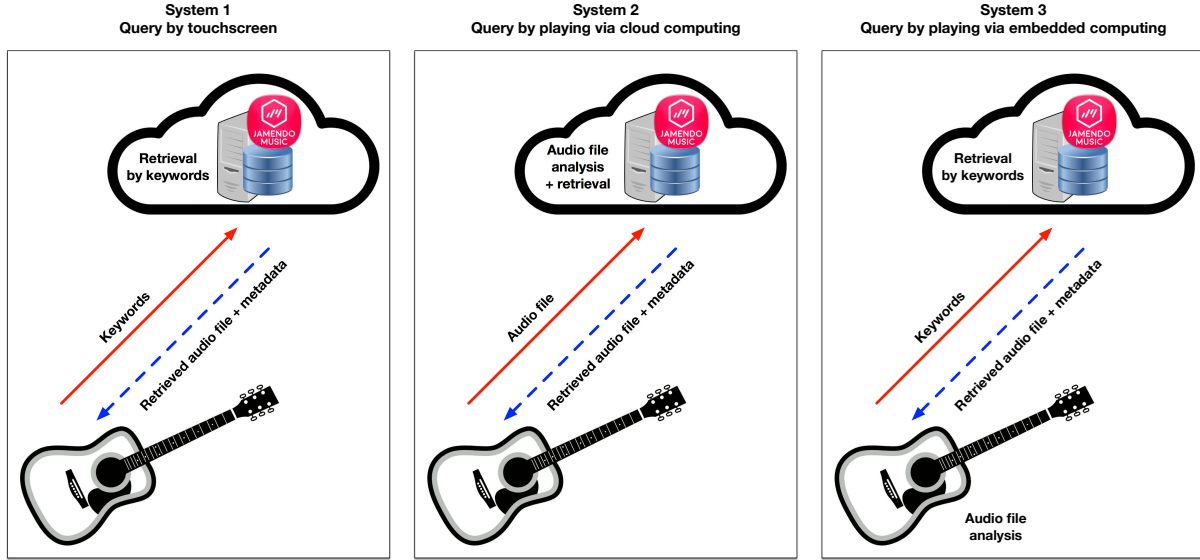 System 1
Query by touchscreen
JAMENDO
MUSIC
Retrieval
by keywords
Keywords
Retrieved audio file + metadata
System 2
Query by playing via cloud computing
JAMENDO
MUSIC
Audio file
analysis
+ retrieval
Audio file
Retrieved audio file + metadata
System 3
Query by playing via embedded computing
JAMENDO
MUSIC
Retrieval
by keywords
Keywords
Retrieved audio file + metadata
Audio file
analysis